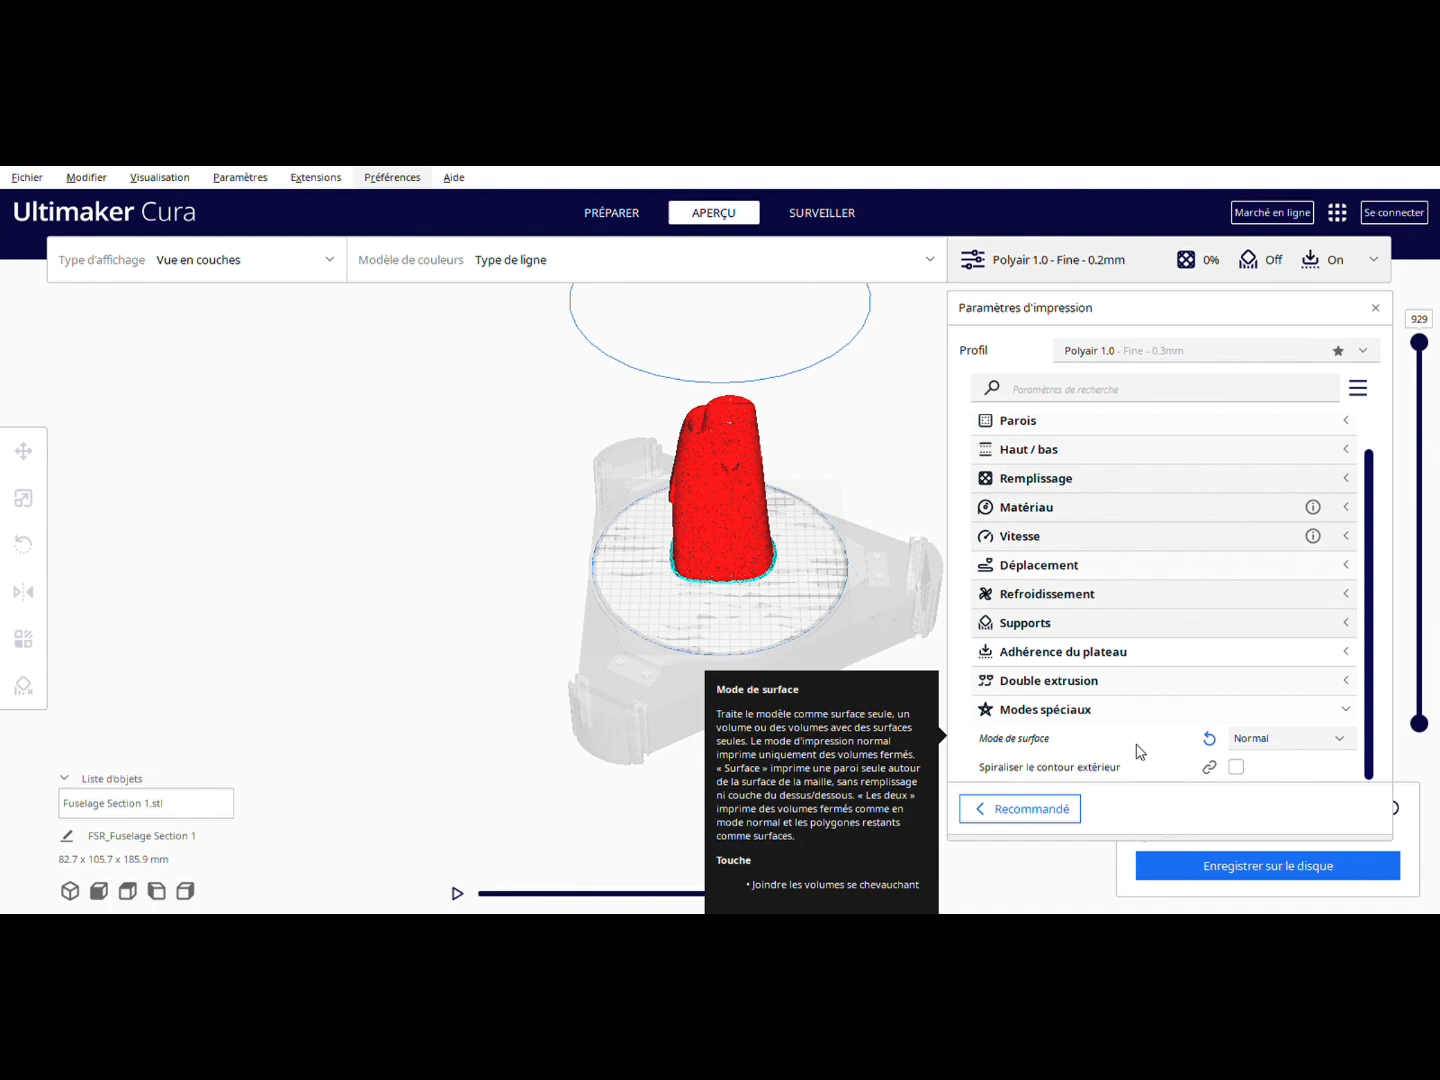 Fichier Modifier Visualisation Paramètres Extensions Préférences Aide
Ultimaker Cura
PRÉPARER APERÇU SURVEILLER
Marché en ligne Se connecter
Type d'affichage Vue en couches Modèle de couleurs Type de ligne
Polyair 1.0 - Fine - 0.2mm 0% Off On
Paramètres d'impression
929
Profil Polyair 1.0 - Fine - 0.3mm
Paramètres de recherche
Parois
Haut / bas
Remplissage
Matériau
Vitesse
Déplacement
Refroidissement
Supports
Adhérence du plateau
Double extrusion
Modes spéciaux
Mode de surface Normal
Spiraliser le contour extérieur
Recommandé
Enregistrer sur le disque
Mode de surface
Traite le modèle comme surface seule, un
volume ou des volumes avec des surfaces
seules. Le mode d'impression normal
imprime uniquement des volumes fermés.
« Surface » imprime une paroi seule autour
de la surface de la maille, sans remplissage
ni couche du dessus/dessous. « Les deux »
imprime des volumes fermés comme en
mode normal et les polygones restants
comme surfaces.
Touche
• Joindre les volumes se chevauchant
Liste d'objets
Fuselage Section 1.stl
FSR_Fuselage Section 1
82.7 x 105.7 x 185.9 mm